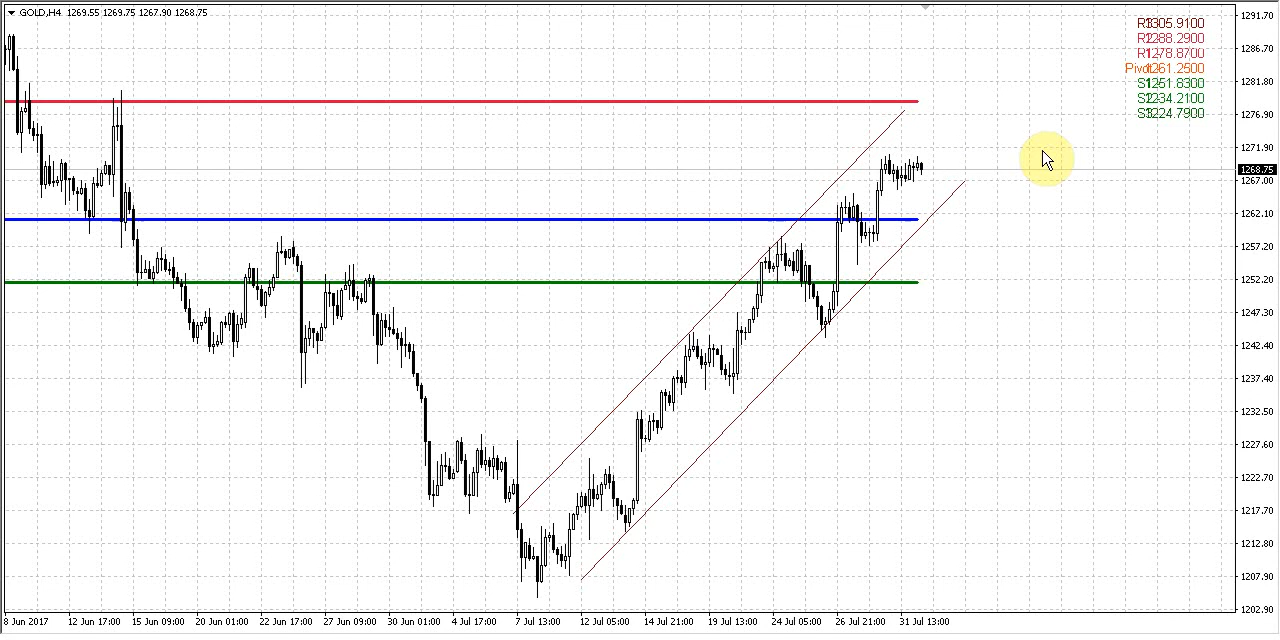 GOLD,H4 1269.55 1269.75 1267.90 1268.75
R3 1305.9100
R2 1288.2900
R1 1278.8700
Pivot 1261.2500
S1 1251.8300
S2 1234.2100
S3 1224.7900
1291.70
1286.70
1281.80
1276.90
1271.90
1268.75
1267.00
1262.10
1257.20
1252.20
1247.30
1242.40
1237.40
1232.50
1227.60
1222.70
1217.70
1212.80
1207.90
1202.90
8 Jun 2017 12 Jun 17:00 15 Jun 09:00 20 Jun 01:00 22 Jun 17:00 27 Jun 09:00 30 Jun 01:00 4 Jul 17:00 7 Jul 13:00 12 Jul 05:00 14 Jul 21:00 19 Jul 13:00 24 Jul 05:00 26 Jul 21:00 31 Jul 13:00